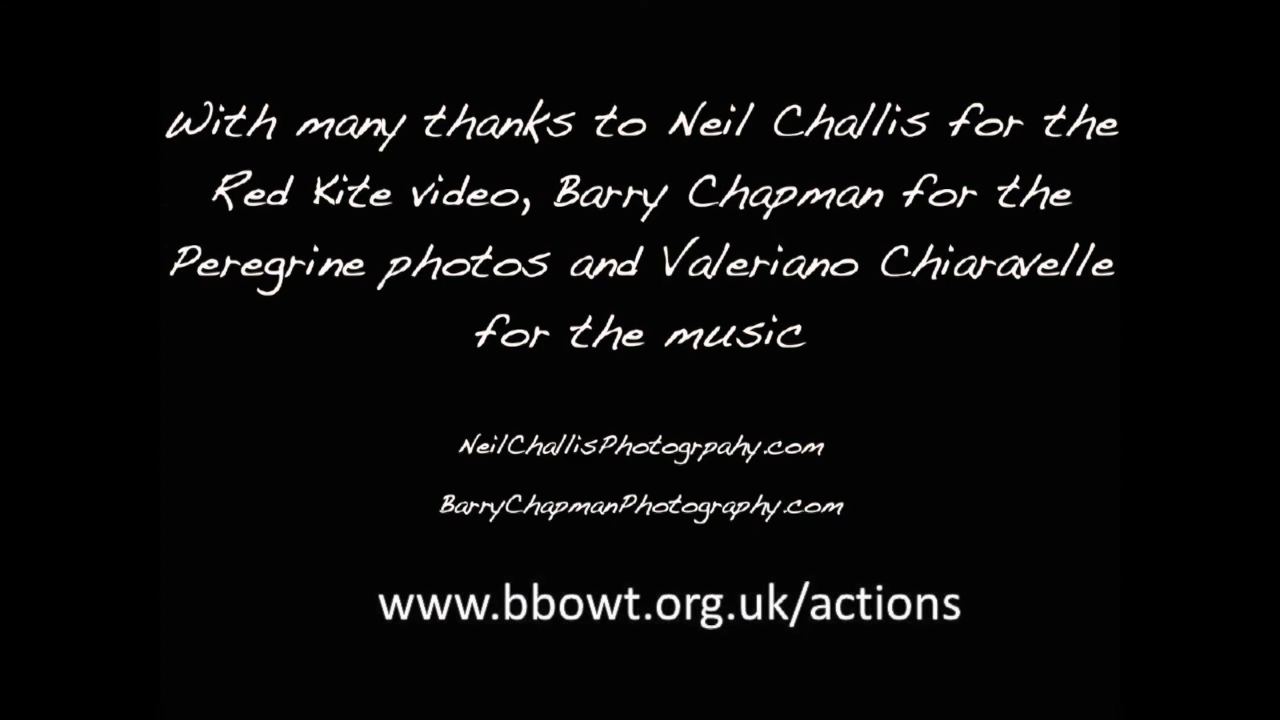 With many thanks to Neil Challis for the
Red Kite video, Barry Chapman for the
Peregrine photos and Valeriano Chiaravelle
for the music
NeilChallisPhotogrpahy.com
BarryChapmanPhotography.com
www.bbowt.org.uk/actions